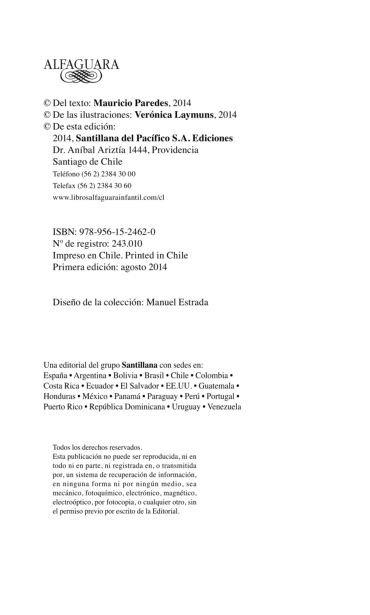 ALFAGUARA
© Del texto: Mauricio Paredes, 2014
© De las ilustraciones: Verónica Laymuns, 2014
© De esta edición:
2014, Santillana del Pacífico S.A. Ediciones
Dr. Aníbal Ariztía 1444, Providencia
Santiago de Chile
Teléfono (56 2) 2384 30 00
Telefax (56 2) 2384 30 60
www.librosalfaguarainfantil.com/cl
ISBN: 978-956-15-2462-0
Nº de registro: 243.010
Impreso en Chile. Printed in Chile
Primera edición: agosto 2014
Diseño de la colección: Manuel Estrada
Una editorial del grupo Santillana con sedes en:
España • Argentina • Bolivia • Brasil • Chile • Colombia •
Costa Rica • Ecuador • El Salvador • EE.UU. • Guatemala •
Honduras • México • Panamá • Paraguay • Perú • Portugal •
Puerto Rico • República Dominicana • Uruguay • Venezuela
Todos los derechos reservados.
Esta publicación no puede ser reproducida, ni en
todo ni en parte, ni registrada en, o transmitida
por, un sistema de recuperación de información,
en ninguna forma ni por ningún medio, sea
mecánico, fotoquímico, electrónico, magnético,
electroóptico, por fotocopia, o cualquier otro, sin
el permiso previo por escrito de la Editorial.